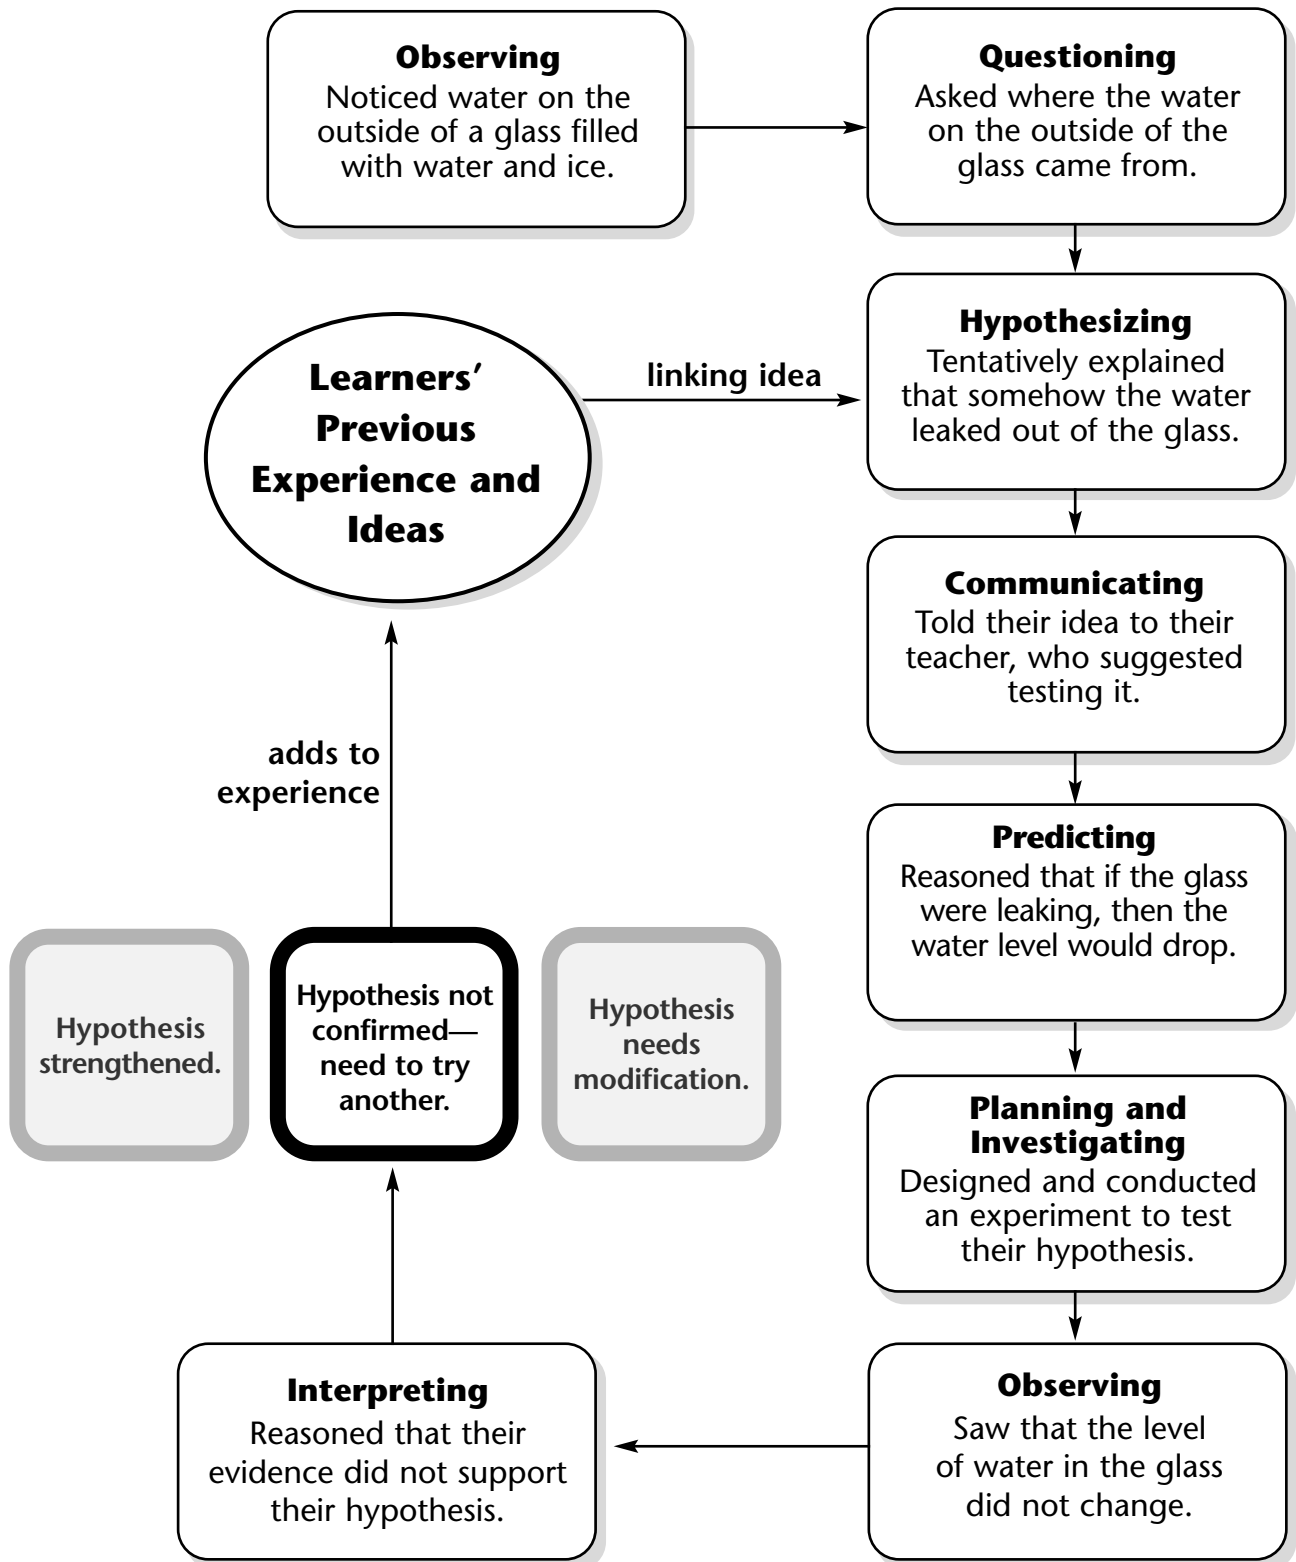 Observing
Noticed water on the
outside of a glass filled
with water and ice.
Questioning
Asked where the water
on the outside of the
glass came from.
Learners’
Previous
Experience and
Ideas
linking idea
Hypothesizing
Tentatively explained
that somehow the water
leaked out of the glass.
Communicating
Told their idea to their
teacher, who suggested
testing it.
Predicting
Reasoned that if the glass
were leaking, then the
water level would drop.
Planning and
Investigating
Designed and conducted
an experiment to test
their hypothesis.
Observing
Saw that the level
of water in the glass
did not change.
Interpreting
Reasoned that their
evidence did not support
their hypothesis.
Hypothesis
strengthened.
Hypothesis not
confirmed—
need to try
another.
Hypothesis
needs
modification.
adds to
experience